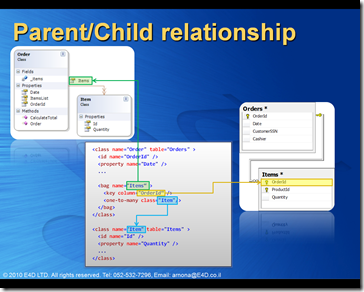 Parent/Child relationship
Order
Class
Fields
_items
Properties
Date
ItemsList
OrderId
Methods
CalculateTotal
Order
Items
Item
Class
Properties
Id
Quantity
Orders *
OrderId
Date
CustomerSSN
Cashier
Items *
OrderId
ProductId
Quantity
<class name="Order" table="Orders" >
<id name="OrderId" />
<property name="Date" />
...
<bag name="Items" >
<key column="OrderId" />
<one-to-many class="Item"/>
</bag>
</class>
<class name="Item" table="Items" >
<id name="Id" />
<property name="Quantity" />
...
</class>
© 2010 E4D LTD. All rights reserved. Tel: 052-532-7296, Email: arnona@E4D.co.il